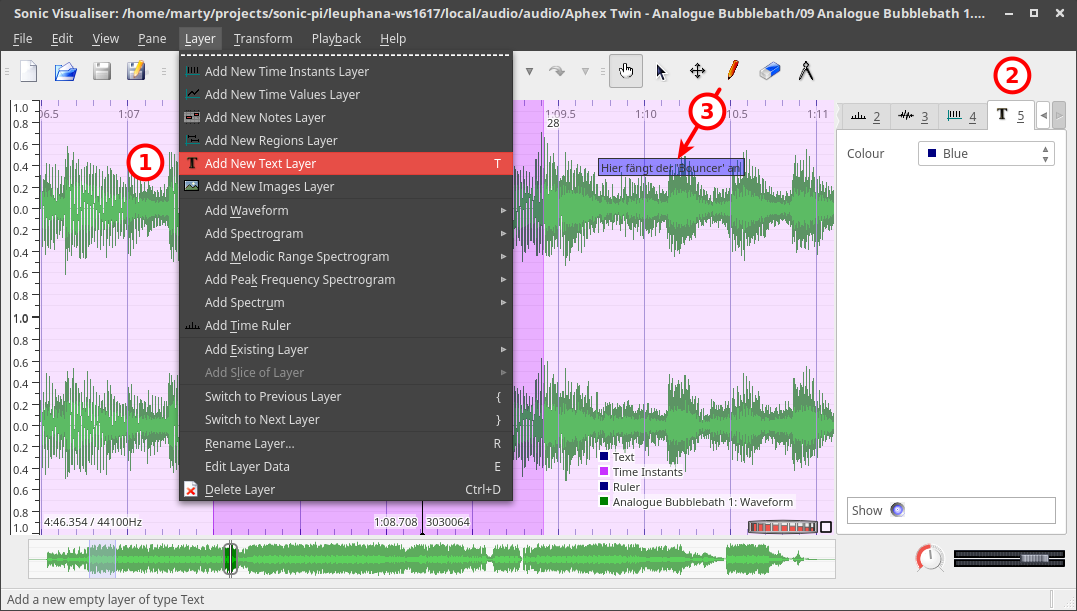 Sonic Visualiser: /home/marty/projects/sonic-pi/leuphana-ws1617/local/audio/audio/Aphex Twin - Analogue Bubblebath/09 Analogue Bubblebath 1....
File Edit View Pane Layer Transform Playback Help
Add New Time Instants Layer
Add New Time Values Layer
Add New Notes Layer
Add New Regions Layer
Add New Text Layer T
Add New Images Layer
Add Waveform
Add Spectrogram
Add Melodic Range Spectrogram
Add Peak Frequency Spectrogram
Add Spectrum
Add Time Ruler
Add Existing Layer
Add Slice of Layer
Switch to Previous Layer {
Switch to Next Layer }
Rename Layer... R
Edit Layer Data E
Delete Layer Ctrl+D
1
2
3
1.0
0.8
0.6
0.4
0.2
0.0
0.2
0.4
0.6
0.8
1.0
0.8
0.6
0.4
0.2
0.0
0.2
0.4
0.6
0.8
1.0
06.5 1:07 1:09.5 1:10 10.5 1:11
28
Hier fängt der 'Bouncer' an
Text
Time Instants
Ruler
Analogue Bubblebath 1: Waveform
4:46.354 / 44100Hz
1:08.708 3030064
2 3 4 T 5
Colour Blue
Show
Add a new empty layer of type Text